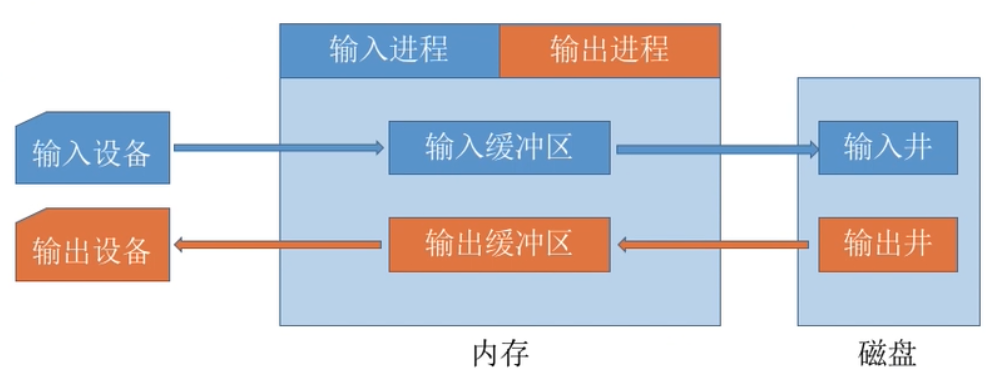 输入进程
输出进程
输入设备
输入缓冲区
输入井
输出设备
输出缓冲区
输出井
内存
磁盘